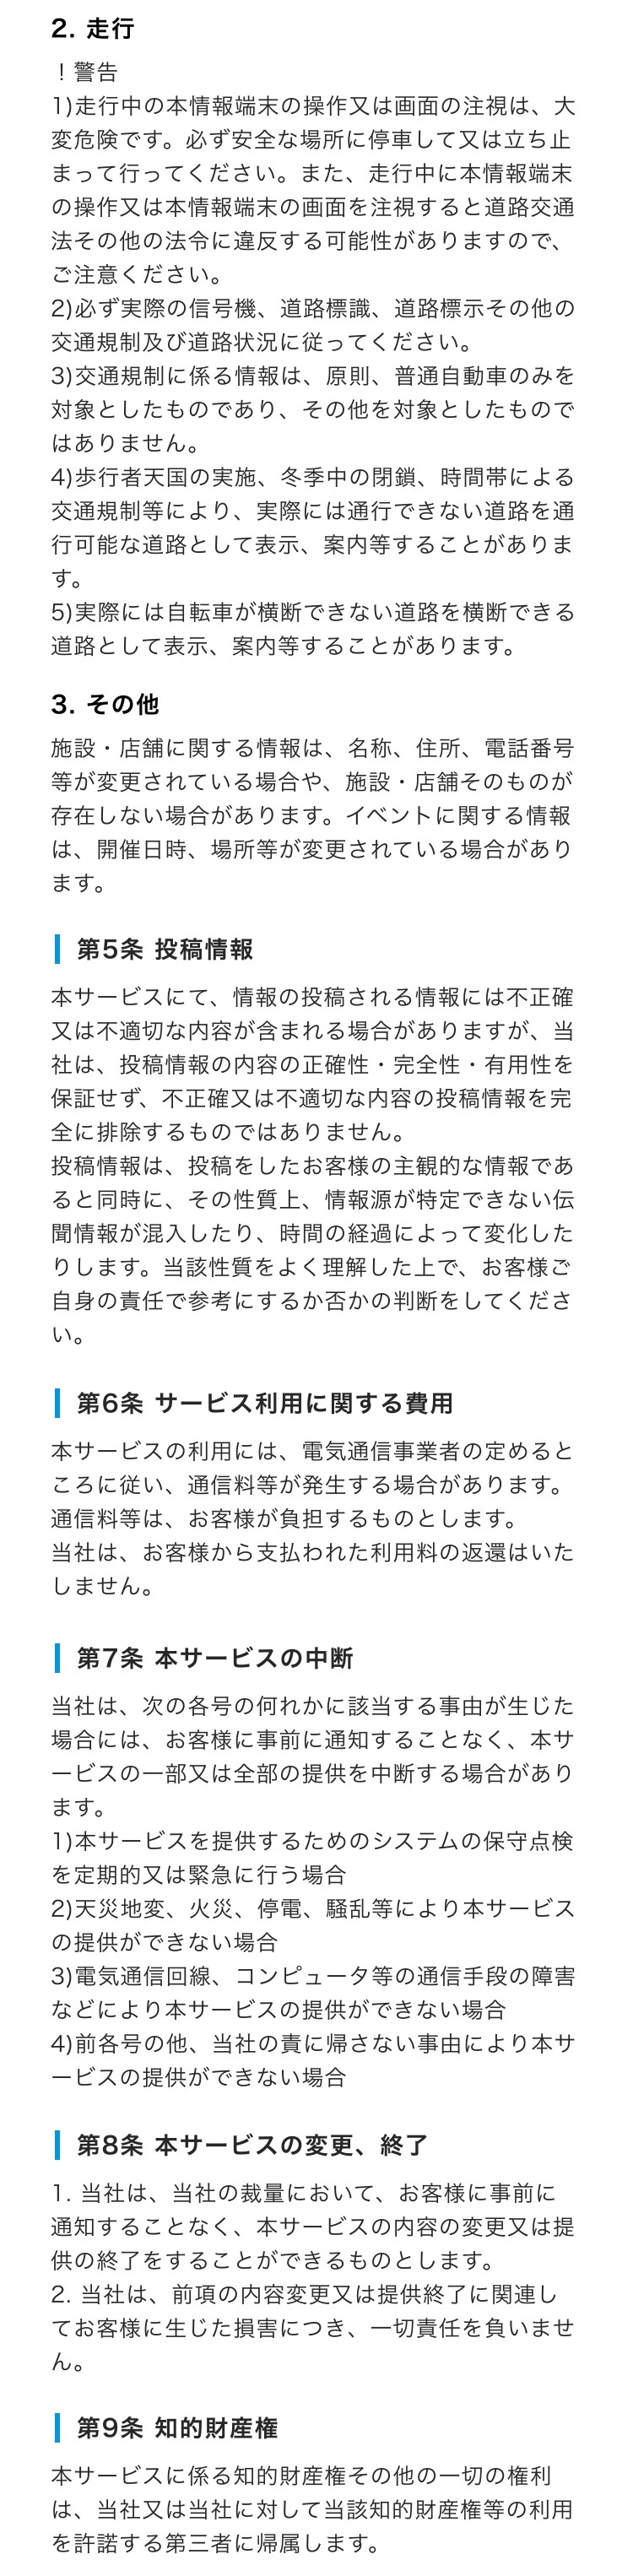 2. 走行
！警告
1)走行中の本情報端末の操作又は画面の注視は、大
変危険です。必ず安全な場所に停車して又は立ち止
まって行ってください。また、走行中に本情報端末
の操作又は本情報端末の画面を注視すると道路交通
法その他の法令に違反する可能性がありますので、
ご注意ください。
2)必ず実際の信号機、道路標識、道路標示その他の
交通規制及び道路状況に従ってください。
3)交通規制に係る情報は、原則、普通自動車のみを
対象としたものであり、その他を対象としたもので
はありません。
4)歩行者天国の実施、冬季中の閉鎖、時間帯による
交通規制等により、実際には通行できない道路を通
行可能な道路として表示、案内等することがありま
す。
5)実際には自転車が横断できない道路を横断できる
道路として表示、案内等することがあります。
3. その他
施設・店舗に関する情報は、名称、住所、電話番号
等が変更されている場合や、施設・店舗そのものが
存在しない場合があります。イベントに関する情報
は、開催日時、場所等が変更されている場合があり
ます。
第5条 投稿情報
本サービスにて、情報の投稿される情報には不正確
又は不適切な内容が含まれる場合がありますが、当
社は、投稿情報の内容の正確性・完全性・有用性を
保証せず、不正確又は不適切な内容の投稿情報を完
全に排除するものではありません。
投稿情報は、投稿をしたお客様の主観的な情報であ
ると同時に、その性質上、情報源が特定できない伝
聞情報が混入したり、時間の経過によって変化した
りします。当該性質をよく理解した上で、お客様ご
自身の責任で参考にするか否かの判断をしてくださ
い。
第6条 サービス利用に関する費用
本サービスの利用には、電気通信事業者の定めると
ころに従い、通信料等が発生する場合があります。
通信料等は、お客様が負担するものとします。
当社は、お客様から支払われた利用料の返還はいた
しません。
第7条 本サービスの中断
当社は、次の各号の何れかに該当する事由が生じた
場合には、お客様に事前に通知することなく、本サ
ービスの一部又は全部の提供を中断する場合があり
ます。
1)本サービスを提供するためのシステムの保守点検
を定期的又は緊急に行う場合
2)天災地変、火災、停電、騒乱等により本サービス
の提供ができない場合
3)電気通信回線、コンピュータ等の通信手段の障害
などにより本サービスの提供ができない場合
4)前各号の他、当社の責に帰さない事由により本サ
ービスの提供ができない場合
第8条 本サービスの変更、終了
1. 当社は、当社の裁量において、お客様に事前に
通知することなく、本サービスの内容の変更又は提
供の終了をすることができるものとします。
2. 当社は、前項の内容変更又は提供終了に関連し
てお客様に生じた損害につき、一切責任を負いませ
ん。
第9条 知的財産権
本サービスに係る知的財産権その他の一切の権利
は、当社又は当社に対して当該知的財産権等の利用
を許諾する第三者に帰属します。